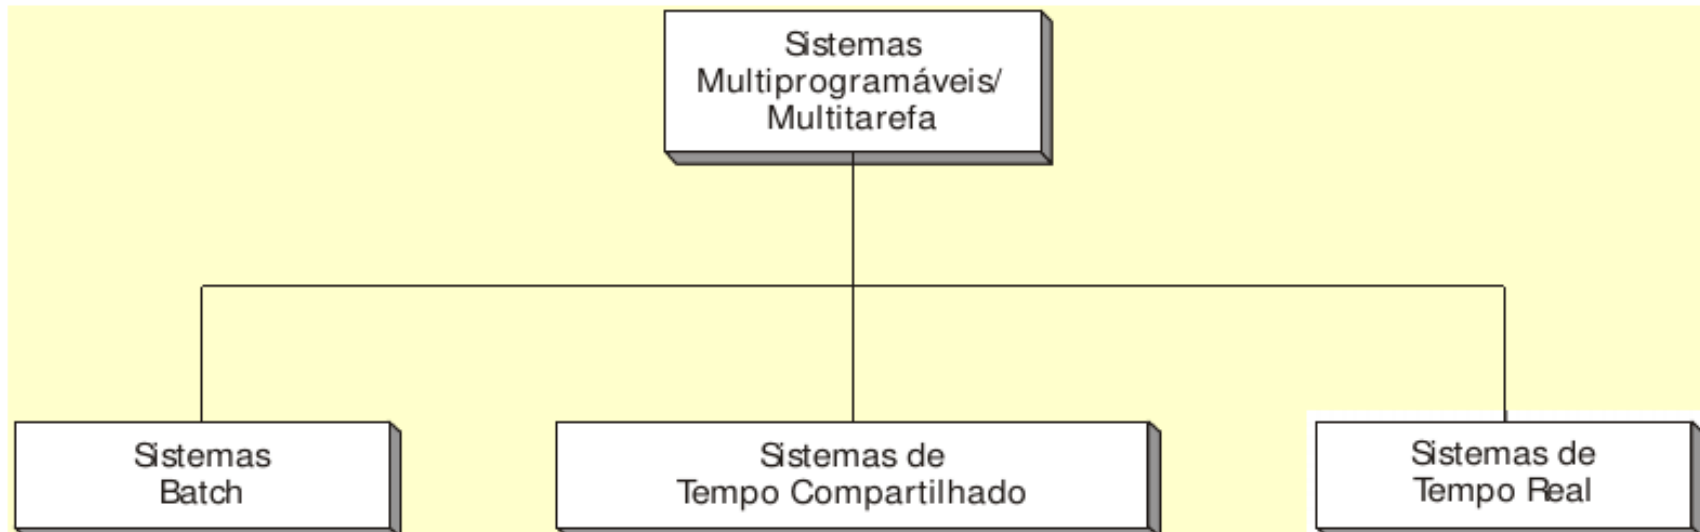 Sistemas
Multiprogramáveis/
Multitarefa
Sistemas
Batch
Sistemas de
Tempo Compartilhado
Sistemas de
Tempo Real